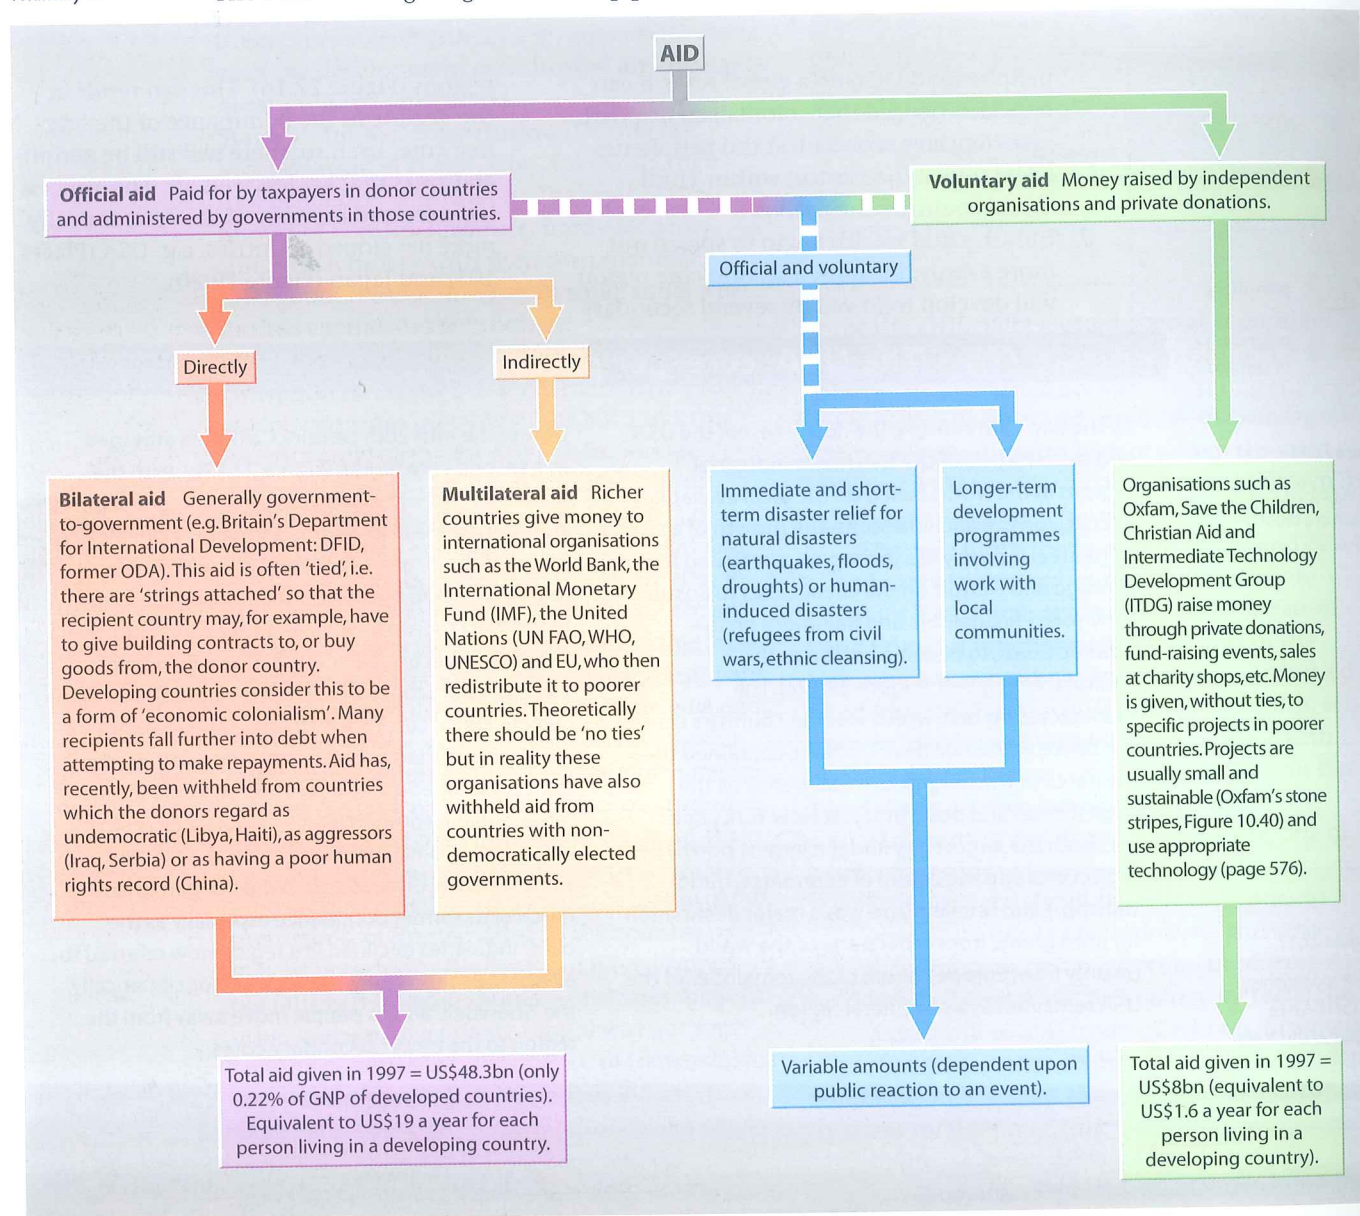 AID
Official aid Paid for by taxpayers in donor countries
and administered by governments in those countries.
Voluntary aid Money raised by independent
organisations and private donations.
Official and voluntary
Directly
Indirectly
Bilateral aid Generally government-
to-government (e.g. Britain's Department
for International Development: DFID,
former ODA). This aid is often 'tied', i.e.
there are 'strings attached' so that the
recipient country may, for example, have
to give building contracts to, or buy
goods from, the donor country.
Developing countries consider this to be
a form of 'economic colonialism'. Many
recipients fall further into debt when
attempting to make repayments. Aid has,
recently, been withheld from countries
which the donors regard as
undemocratic (Libya, Haiti), as aggressors
(Iraq, Serbia) or as having a poor human
rights record (China).
Multilateral aid Richer
countries give money to
international organisations
such as the World Bank, the
International Monetary
Fund (IMF), the United
Nations (UN FAO, WHO,
UNESCO) and EU, who then
redistribute it to poorer
countries. Theoretically
there should be 'no ties'
but in reality these
organisations have also
withheld aid from
countries with non-
democratically elected
governments.
Immediate and short-
term disaster relief for
natural disasters
(earthquakes, floods,
droughts) or human-
induced disasters
(refugees from civil
wars, ethnic cleansing).
Longer-term
development
programmes
involving
work with
local
communities.
Organisations such as
Oxfam, Save the Children,
Christian Aid and
Intermediate Technology
Development Group
(ITDG) raise money
through private donations,
fund-raising events, sales
at charity shops, etc. Money
is given, without ties, to
specific projects in poorer
countries. Projects are
usually small and
sustainable (Oxfam's stone
stripes, Figure 10.40) and
use appropriate
technology (page 576).
Total aid given in 1997 = US$48.3bn (only
0.22% of GNP of developed countries).
Equivalent to US$19 a year for each
person living in a developing country.
Variable amounts (dependent upon
public reaction to an event).
Total aid given in 1997 =
US$8bn (equivalent to
US$1.6 a year for each
person living in a
developing country).